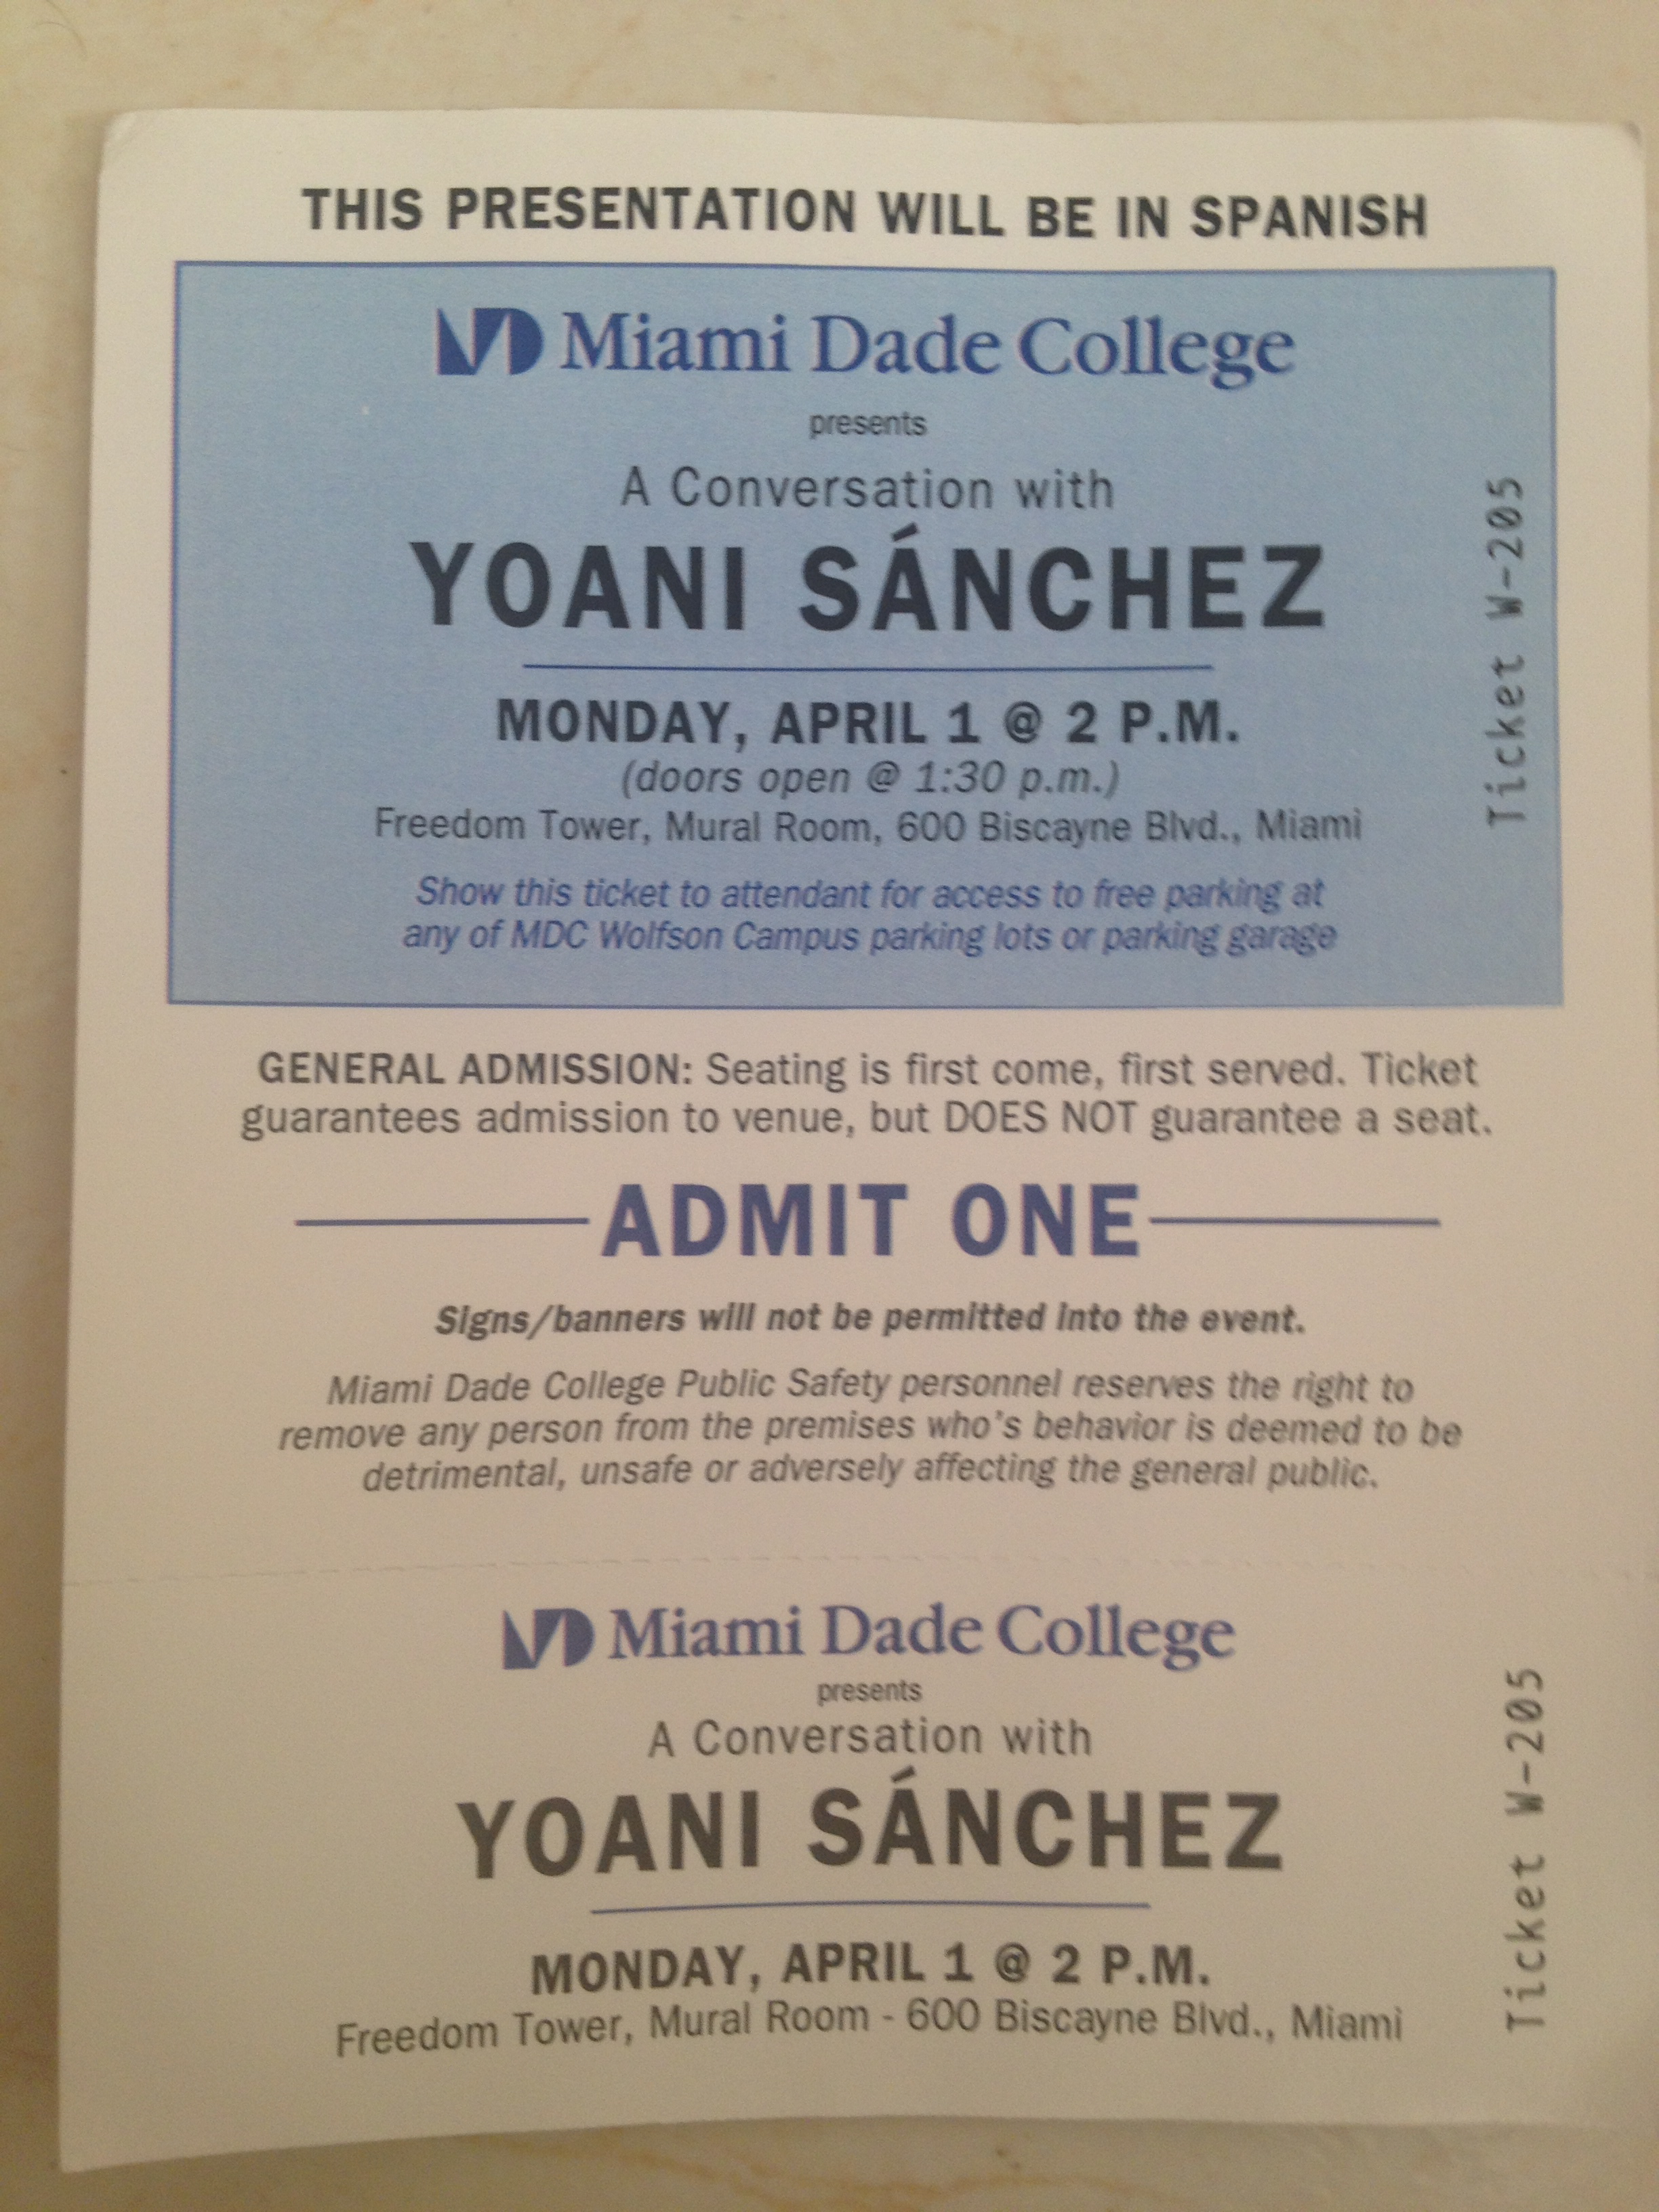 THIS PRESENTATION WILL BE IN SPANISH
Miami Dade College
presents
A Conversation with
YOANI SÁNCHEZ
MONDAY, APRIL 1 @ 2 P.M.
(doors open @ 1:30 p.m.)
Freedom Tower, Mural Room, 600 Biscayne Blvd., Miami
Show this ticket to attendant for access to free parking at
any of MDC Wolfson Campus parking lots or parking garage
Ticket W-205
GENERAL ADMISSION: Seating is first come, first served. Ticket
guarantees admission to venue, but DOES NOT guarantee a seat.
ADMIT ONE
Signs/banners will not be permitted into the event.
Miami Dade College Public Safety personnel reserves the right to
remove any person from the premises who's behavior is deemed to be
detrimental, unsafe or adversely affecting the general public.
Miami Dade College
presents
A Conversation with
YOANI SÁNCHEZ
MONDAY, APRIL 1 @ 2 P.M.
Freedom Tower, Mural Room - 600 Biscayne Blvd., Miami
Ticket W-205